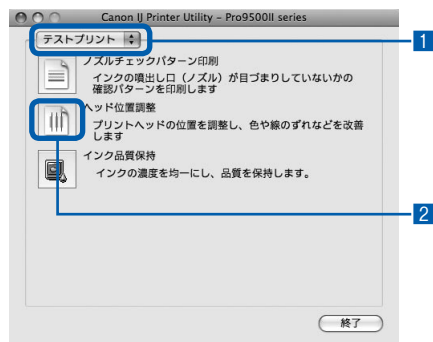 Canon IJ Printer Utility – Pro9500II series
テストプリント
1
ノズルチェックパターン印刷
インクの噴出し口（ノズル）が目づまりしていないかの
確認パターンを印刷します
ヘッド位置調整
プリントヘッドの位置を調整し、色や線のずれなどを改善
します
インク品質保持
インクの濃度を均一にし、品質を保持します。
2
終了